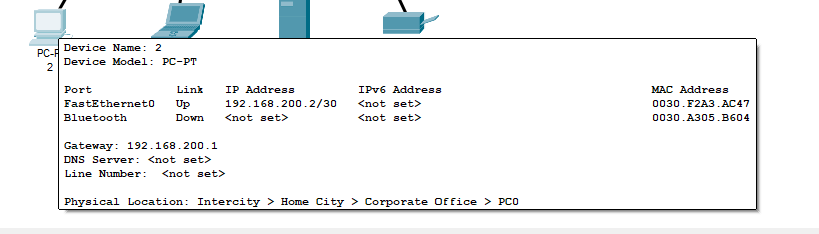 PC-P
2
Device Name: 2
Device Model: PC-PT
Port Link IP Address IPv6 Address MAC Address
FastEthernet0 Up 192.168.200.2/30 <not set> 0030.F2A3.AC47
Bluetooth Down <not set> <not set> 0030.A305.B604
Gateway: 192.168.200.1
DNS Server: <not set>
Line Number: <not set>
Physical Location: Intercity > Home City > Corporate Office > PC0